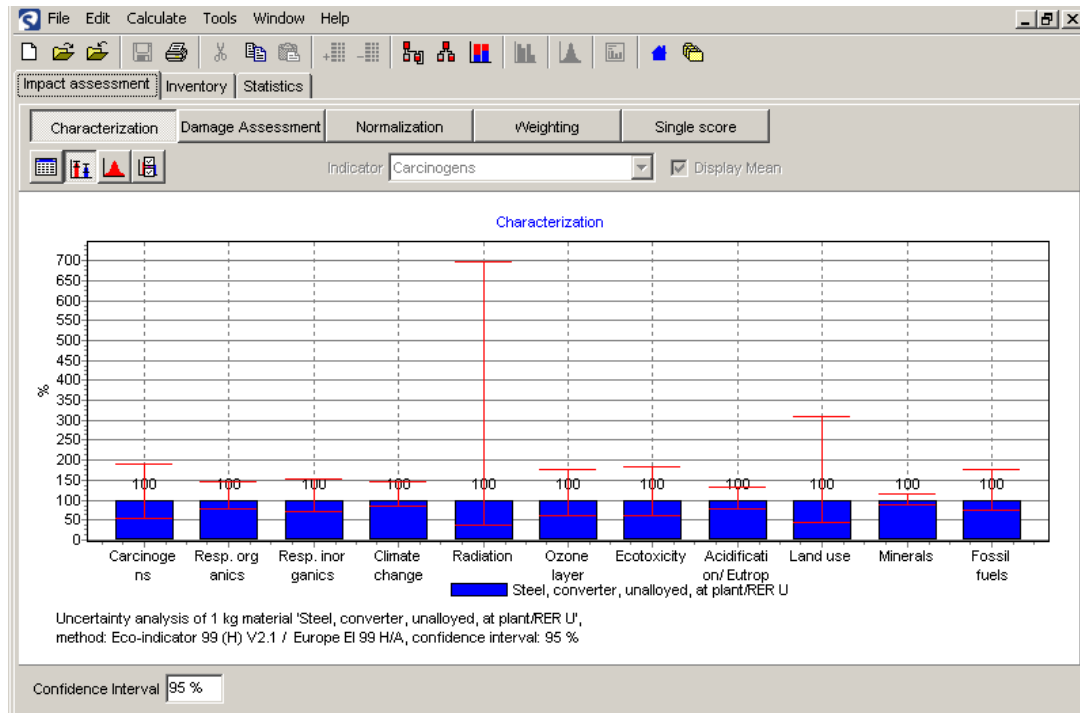 File Edit Calculate Tools Window Help
Impact assessment Inventory Statistics
Characterization Damage Assessment Normalization Weighting Single score
Indicator Carcinogens Display Mean
Characterization
700
650
600
550
500
450
400
350
300
250
200
150
100
50
0
%
100 100 100 100 100 100 100 100 100 100 100
Carcinoge Resp. org Resp. inor Climate Radiation Ozone Ecotoxicity Acidificati Land use Minerals Fossil
ns anics ganics change layer on/ Eutrop fuels
Steel, converter, unalloyed, at plant/RER U
Uncertainty analysis of 1 kg material 'Steel, converter, unalloyed, at plant/RER U',
method: Eco-indicator 99 (H) V2.1 / Europe EI 99 H/A, confidence interval: 95 %
Confidence Interval 95 %